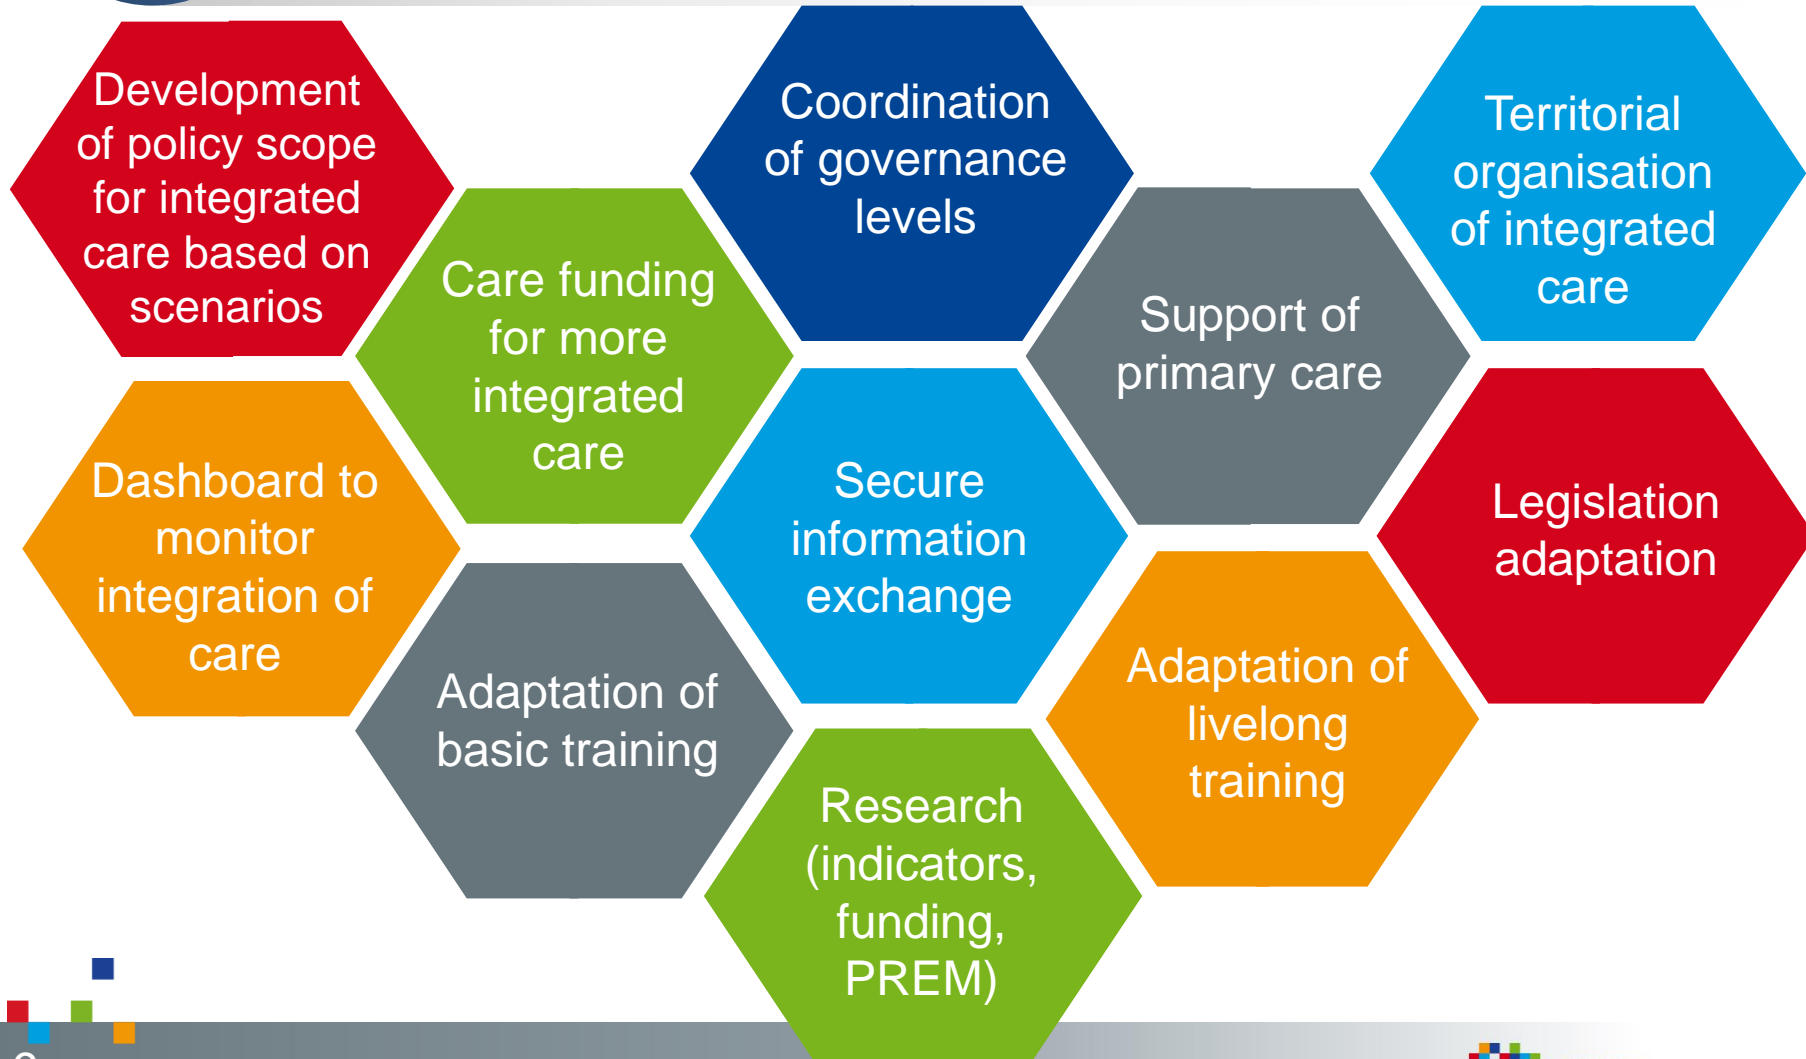 Development
of policy scope
for integrated
care based on
scenarios
Coordination
of governance
levels
Territorial
organisation
of integrated
care
Care funding
for more
integrated
care
Support of
primary care
Dashboard to
monitor
integration of
care
Secure
information
exchange
Legislation
adaptation
Adaptation of
basic training
Adaptation of
livelong
training
Research
(indicators,
funding,
PREM)